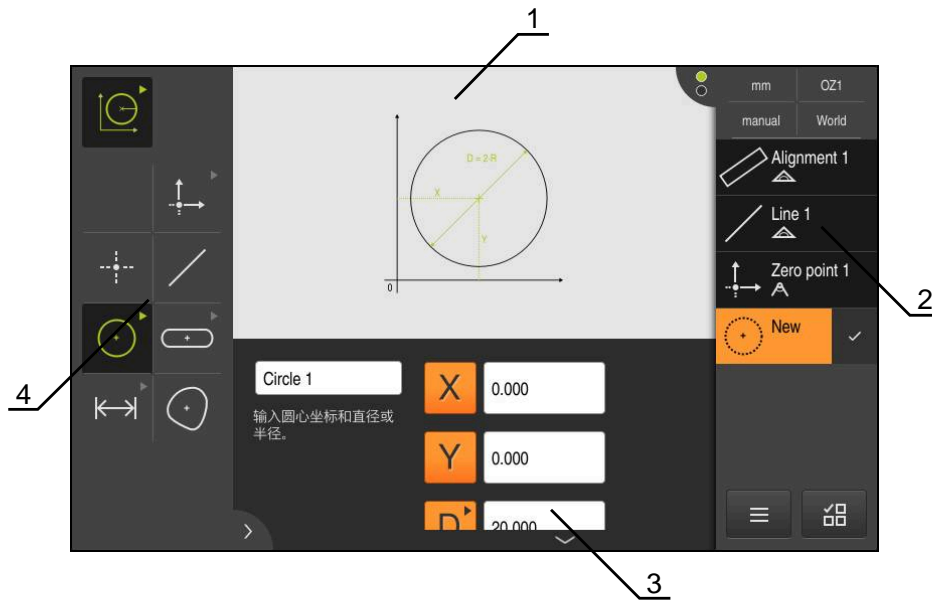 1
mm
OZ1
manual
World
Alignment 1
Line 1
2
Zero point 1
New
D = 2 R
X
Y
0
4
Circle 1
输入圆心坐标和直径或
半径。
X
0.000
Y
0.000
D
20.000
3